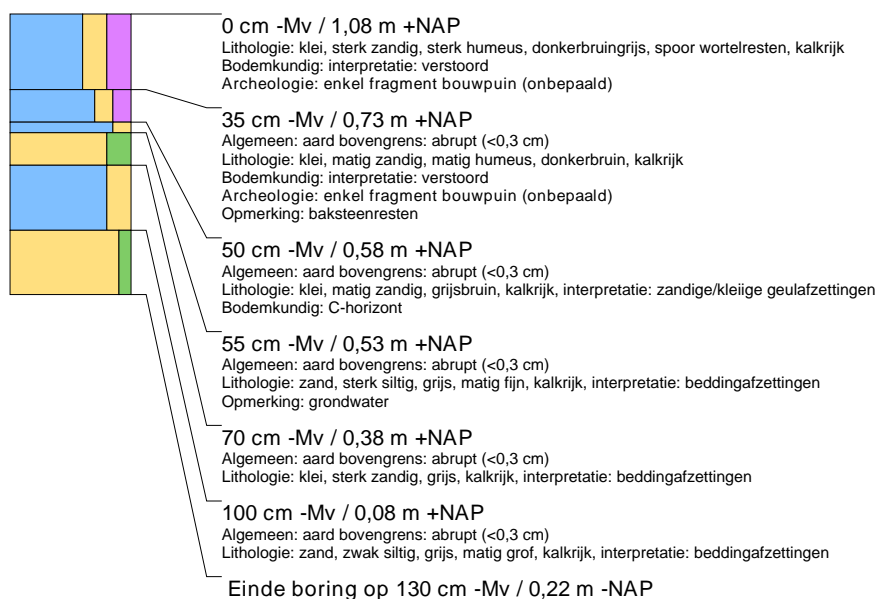 0 cm -Mv / 1,08 m +NAP
Lithologie: klei, sterk zandig, sterk humeus, donkerbruingrijs, spoor wortelresten, kalkrijk
Bodemkundig: interpretatie: verstoord
Archeologie: enkel fragment bouwpuin (onbepaald)
35 cm -Mv / 0,73 m +NAP
Algemeen: aard bovengrens: abrupt (<0,3 cm)
Lithologie: klei, matig zandig, matig humeus, donkerbruin, kalkrijk
Bodemkundig: interpretatie: verstoord
Archeologie: enkel fragment bouwpuin (onbepaald)
Opmerking: baksteenresten
50 cm -Mv / 0,58 m +NAP
Algemeen: aard bovengrens: abrupt (<0,3 cm)
Lithologie: klei, matig zandig, grijsbruin, kalkrijk, interpretatie: zandige/kleiige geulafzettingen
Bodemkundig: C-horizont
55 cm -Mv / 0,53 m +NAP
Algemeen: aard bovengrens: abrupt (<0,3 cm)
Lithologie: zand, sterk siltig, grijs, matig fijn, kalkrijk, interpretatie: beddingafzettingen
Opmerking: grondwater
70 cm -Mv / 0,38 m +NAP
Algemeen: aard bovengrens: abrupt (<0,3 cm)
Lithologie: klei, sterk zandig, grijs, kalkrijk, interpretatie: beddingafzettingen
100 cm -Mv / 0,08 m +NAP
Algemeen: aard bovengrens: abrupt (<0,3 cm)
Lithologie: zand, zwak siltig, grijs, matig grof, kalkrijk, interpretatie: beddingafzettingen
Einde boring op 130 cm -Mv / 0,22 m -NAP